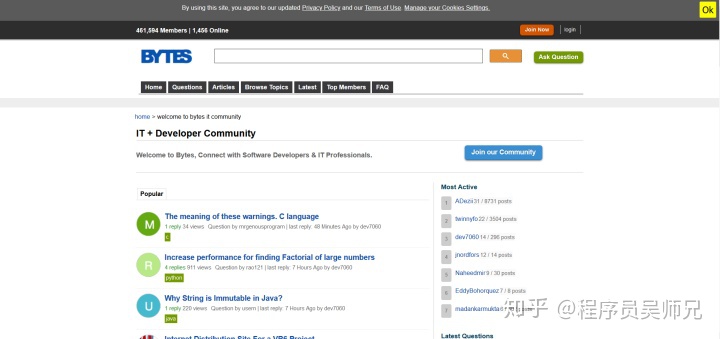 By using this site, you agree to our updated Privacy Policy and our Terms of Use. Manage your Cookies Settings.
Ok
461,594 Members | 1,456 Online
Join Now
login
BYTES
Ask Question
Home
Questions
Articles
Browse Topics
Latest
Top Members
FAQ
home > welcome to bytes it community
IT + Developer Community
Welcome to Bytes, Connect with Software Developers & IT Professionals.
Join our Community
Popular
M
The meaning of these warnings. C language
1 reply 34 views Question by mrgenousprogram | last reply: 48 Minutes Ago by dev7060
C
R
Increase performance for finding Factorial of large numbers
4 replies 911 views Question by rao121 | last reply: 7 Hours Ago by dev7060
python
U
Why String is Immutable in Java?
1 reply 220 views Question by usern | last reply: 7 Hours Ago by dev7060
java
Internet Distribution Site For a VB6 Project
Most Active
1 ADezii 31 / 8731 posts
2 twinnyfo 22 / 3504 posts
3 dev7060 14 / 296 posts
4 jnordfors 12 / 14 posts
5 Naheedmir 9 / 30 posts
6 EddyBohorquez 7 / 8 posts
7 madankarmukta
Latest Questions
知乎 @程序员吴师兄